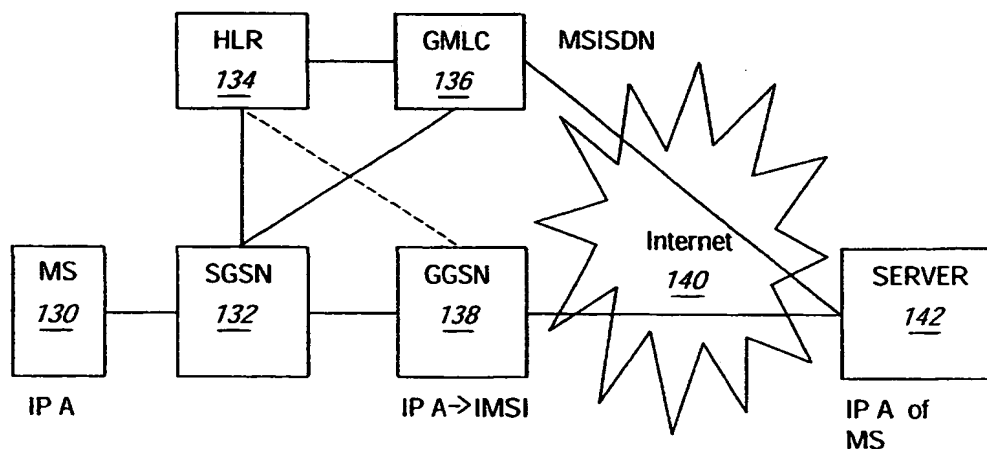 HLR
134
GMLC
136
MSISDN
MS
130
SGSN
132
GGSN
138
Internet
140
SERVER
142
IP A
IP A->IMSI
IP A of
MS